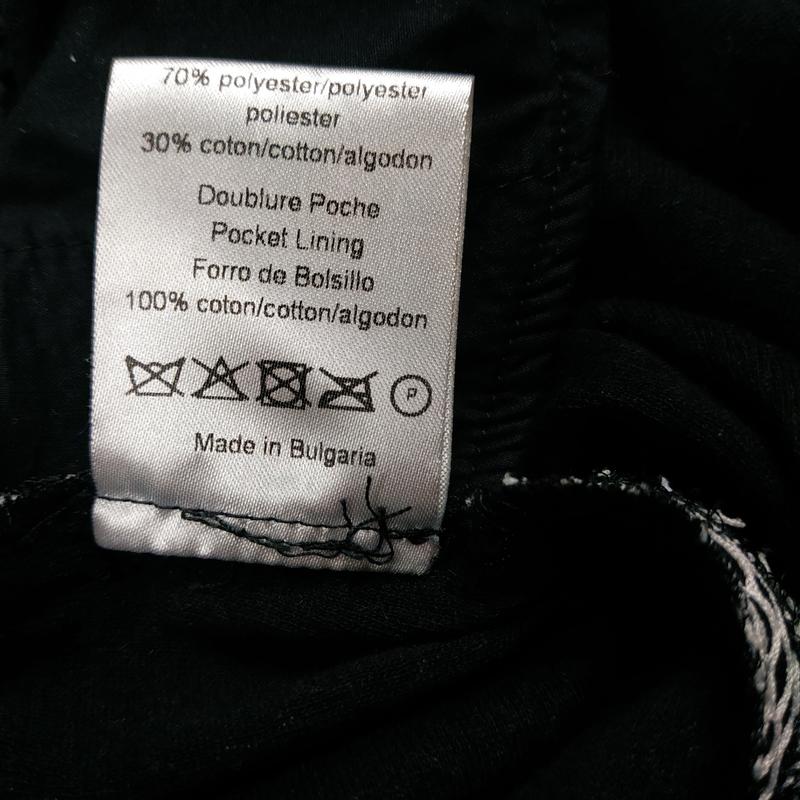 70% polyester/polyester
poliester
30% coton/cotton/algodon
Doublure Poche
Pocket Lining
Forro de Bolsillo
100% coton/cotton/algodon
P
Made in Bulgaria